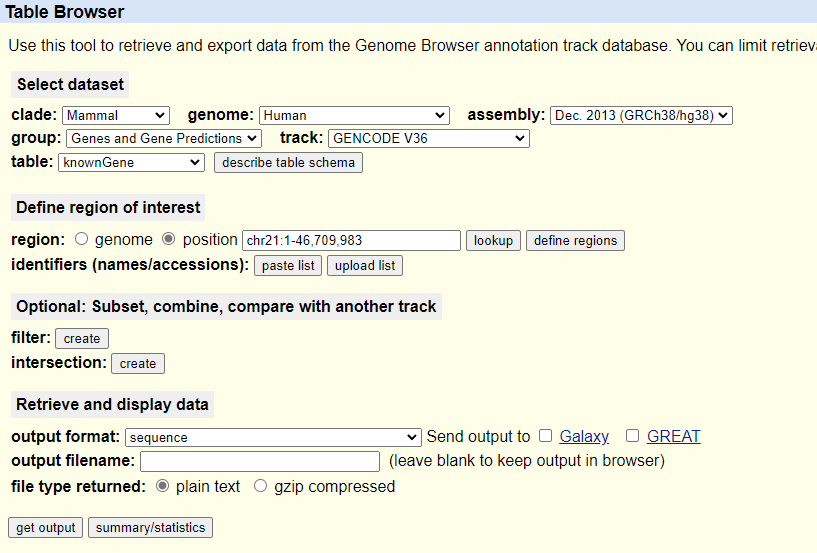 Table Browser
Use this tool to retrieve and export data from the Genome Browser annotation track database. You can limit retrieva
Select dataset
clade: Mammal genome: Human assembly: Dec. 2013 (GRCh38/hg38)
group: Genes and Gene Predictions track: GENCODE V36
table: knownGene describe table schema
Define region of interest
region: genome position chr21:1-46,709,983 lookup define regions
identifiers (names/accessions): paste list upload list
Optional: Subset, combine, compare with another track
filter: create
intersection: create
Retrieve and display data
output format: sequence Send output to Galaxy GREAT
output filename: (leave blank to keep output in browser)
file type returned: plain text gzip compressed
get output summary/statistics